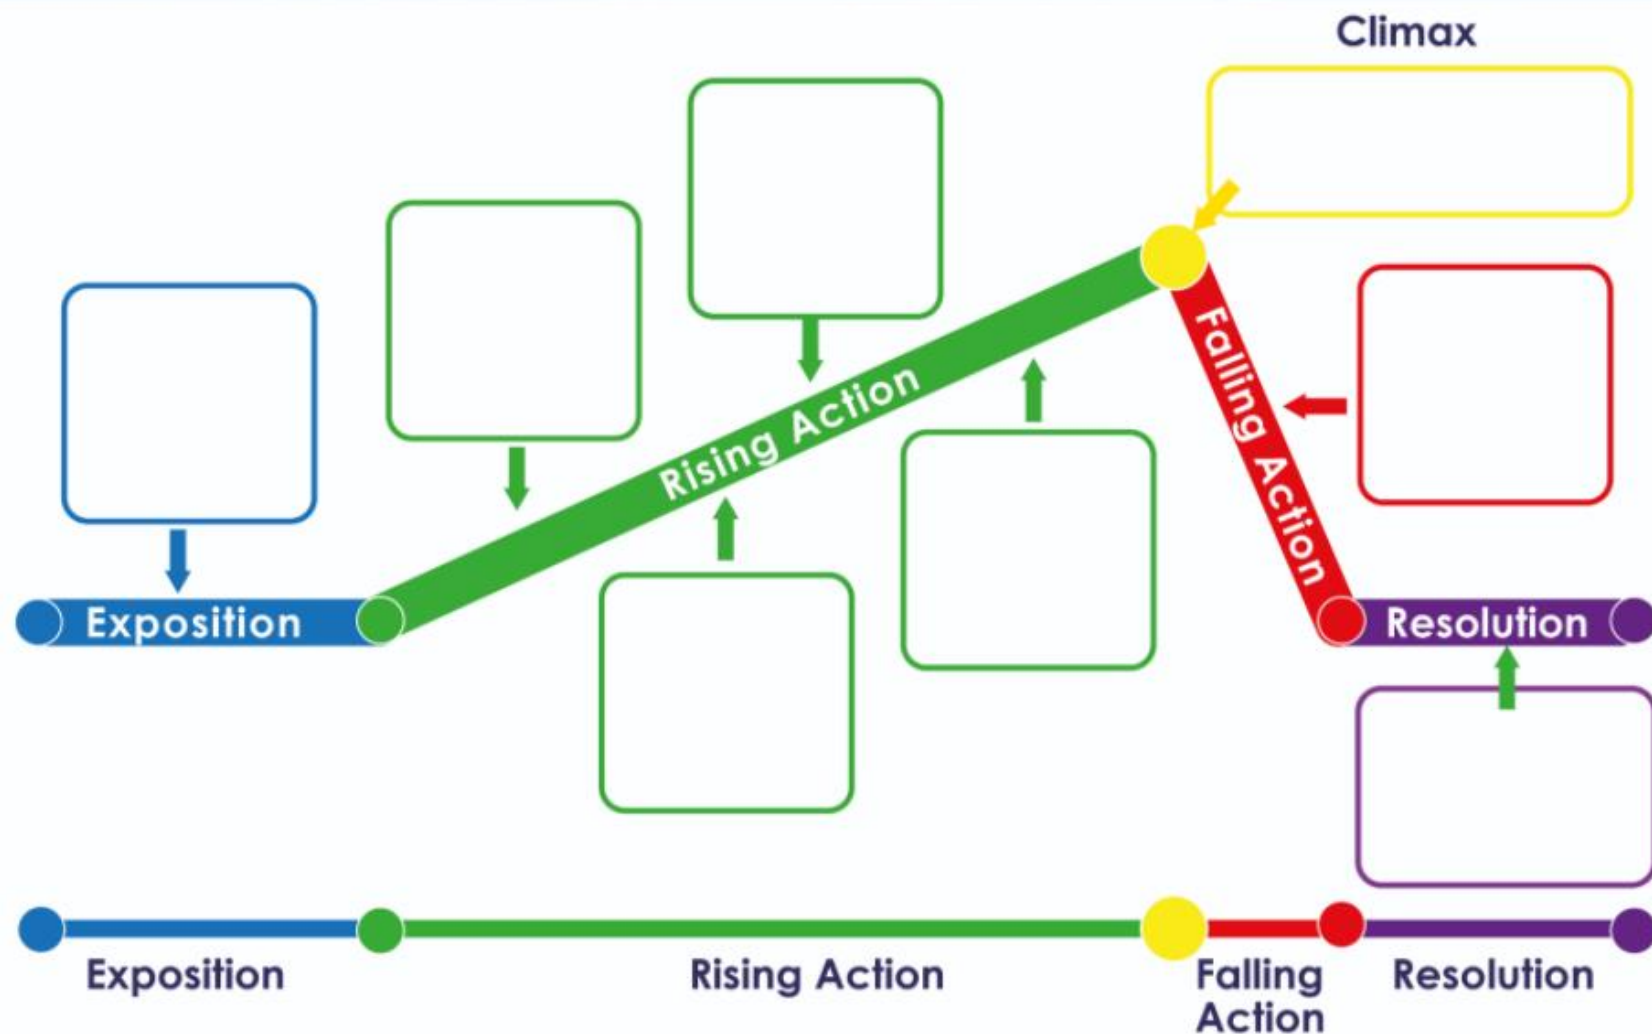 Climax
Rising Action
Falling Action
Exposition
Resolution
Exposition
Rising Action
Falling
Action
Resolution